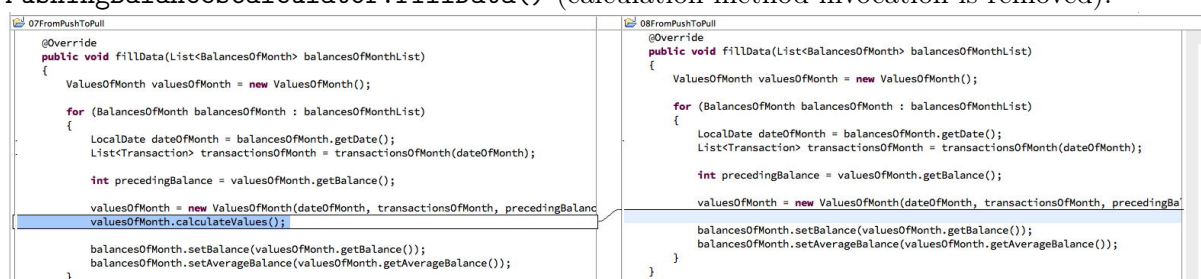 PushingBalancesCalculator.fillData() (calculation method invocation is removed).
07FromPushToPull
@Override
public void fillData(List<BalancesOfMonth> balancesOfMonthList)
{
ValuesOfMonth valuesOfMonth = new ValuesOfMonth();
for (BalancesOfMonth balancesOfMonth : balancesOfMonthList)
{
LocalDate dateOfMonth = balancesOfMonth.getDate();
List<Transaction> transactionsOfMonth = transactionsOfMonth(dateOfMonth);
int precedingBalance = valuesOfMonth.getBalance();
valuesOfMonth = new ValuesOfMonth(dateOfMonth, transactionsOfMonth, precedingBalanc
valuesOfMonth.calculateValues();
balancesOfMonth.setBalance(valuesOfMonth.getBalance());
balancesOfMonth.setAverageBalance(valuesOfMonth.getAverageBalance());
}
08FromPushToPull
@Override
public void fillData(List<BalancesOfMonth> balancesOfMonthList)
{
ValuesOfMonth valuesOfMonth = new ValuesOfMonth();
for (BalancesOfMonth balancesOfMonth : balancesOfMonthList)
{
LocalDate dateOfMonth = balancesOfMonth.getDate();
List<Transaction> transactionsOfMonth = transactionsOfMonth(dateOfMonth);
int precedingBalance = valuesOfMonth.getBalance();
valuesOfMonth = new ValuesOfMonth(dateOfMonth, transactionsOfMonth, precedingBa
balancesOfMonth.setBalance(valuesOfMonth.getBalance());
balancesOfMonth.setAverageBalance(valuesOfMonth.getAverageBalance());
}
}